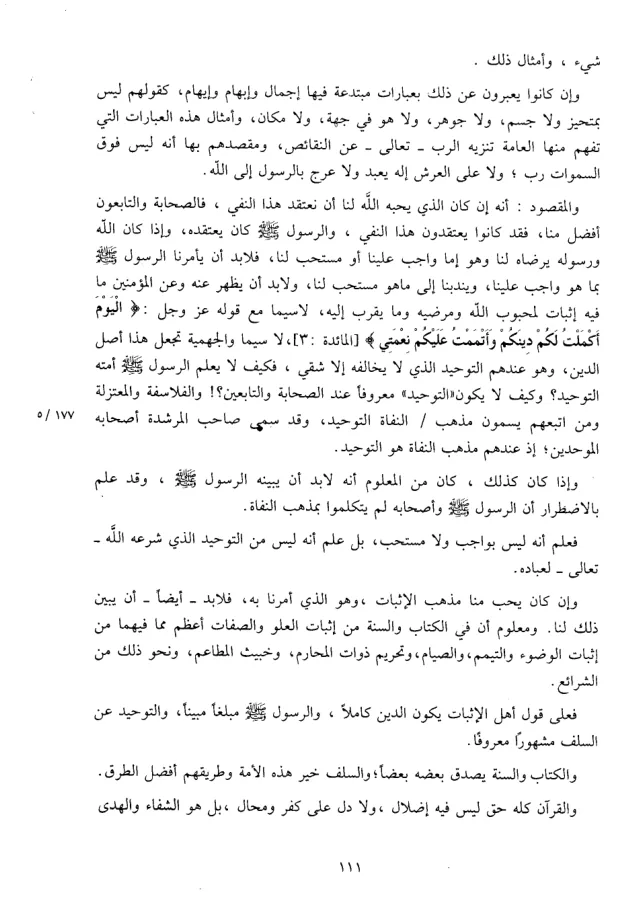 شيء ، وأمثال ذلك .
وإن كانوا يعبرون عن ذلك بعبارات مبتدعة فيها إجمال وإبهام وإيهام، كقولهم ليس
بمتحيز ولا جسم، ولا جوهر، ولا هو في جهة، ولا مكان، وأمثال هذه العبارات التي
تفهم منها العامة تنزيه الرب ـ تعالى ـ عن النقائص، ومقصدهم بها أنه ليس فوق
السموات رب ؛ ولا على العرش إله يعبد ولا عرج بالرسول إلى اللّه.
والمقصود : أنه إن كان الذي يحبه اللَّه لنا أن نعتقد هذا النفي ، فالصحابة والتابعون
أفضل منا، فقد كانوا يعتقدون هذا النفي ، والرسول ﷺ كان يعتقده، وإذا كان اللّه
ورسوله يرضاه لنا وهو إما واجب علينا أو مستحب لنا، فلابد أن يأمرنا الرسول ﷺ
بما هو واجب علينا، ويندبنا إلى ماهو مستحب لنا، ولابد أن يظهر عنه وعن المؤمنين ما
فيه إثبات لمحبوب اللّه ومرضيه وما يقرب إليه، لاسيما مع قوله عز وجل :﴿ الْيَوْمَ
أَكْمَلْتُ لَكُمْ دِينَكُمْ وَأَتْمَمْتُ عَلَيْكُمْ نِعْمَتِي ﴾ [المائدة :٣]،لا سيما والجهمية تجعل هذا أصل
الدين، وهو عندهم التوحيد الذي لا يخالفه إلا شقي ، فكيف لا يعلم الرسول ﷺ أمته
التوحيد؟ وكيف لا يكون«التوحيد» معروفاً عند الصحابة والتابعين؟! والفلاسفة والمعتزلة
ومن اتبعهم يسمون مذهب / النفاة التوحيد، وقد سمى صاحب المرشدة أصحابه
١٧٧ /٥
الموحدين؛ إذ عندهم مذهب النفاة هو التوحيد.
وإذا كان كذلك ، كان من المعلوم أنه لابد أن يبينه الرسول ﷺ ، وقد علم
بالاضطرار أن الرسول ﷺ وأصحابه لم يتكلموا بمذهب النفاة.
فعلم أنه ليس بواجب ولا مستحب، بل علم أنه ليس من التوحيد الذي شرعه اللَّه ـ
تعالى ـ لعباده.
وإن كان يحب منا مذهب الإثبات ،وهو الذي أمرنا به، فلابد ـ أيضاً ـ أن يبين
ذلك لنا. ومعلوم أن في الكتاب والسنة من إثبات العلو والصفات أعظم مما فيهما من
إثبات الوضوء والتيمم،والصيام،وتحريم ذوات المحارم، وخبيث المطاعم، ونحو ذلك من
الشرائع.
فعلى قول أهل الإثبات يكون الدين كاملاً ، والرسول ﷺ مبلغاً مبيناً، والتوحيد عن
السلف مشهورًا معروفًا.
والكتاب والسنة يصدق بعضه بعضاً؛والسلف خير هذه الأمة وطريقهم أفضل الطرق.
والقرآن كله حق ليس فيه إضلال ،ولا دل على كفر ومحال ،بل هو الشفاء والهدى
١١١